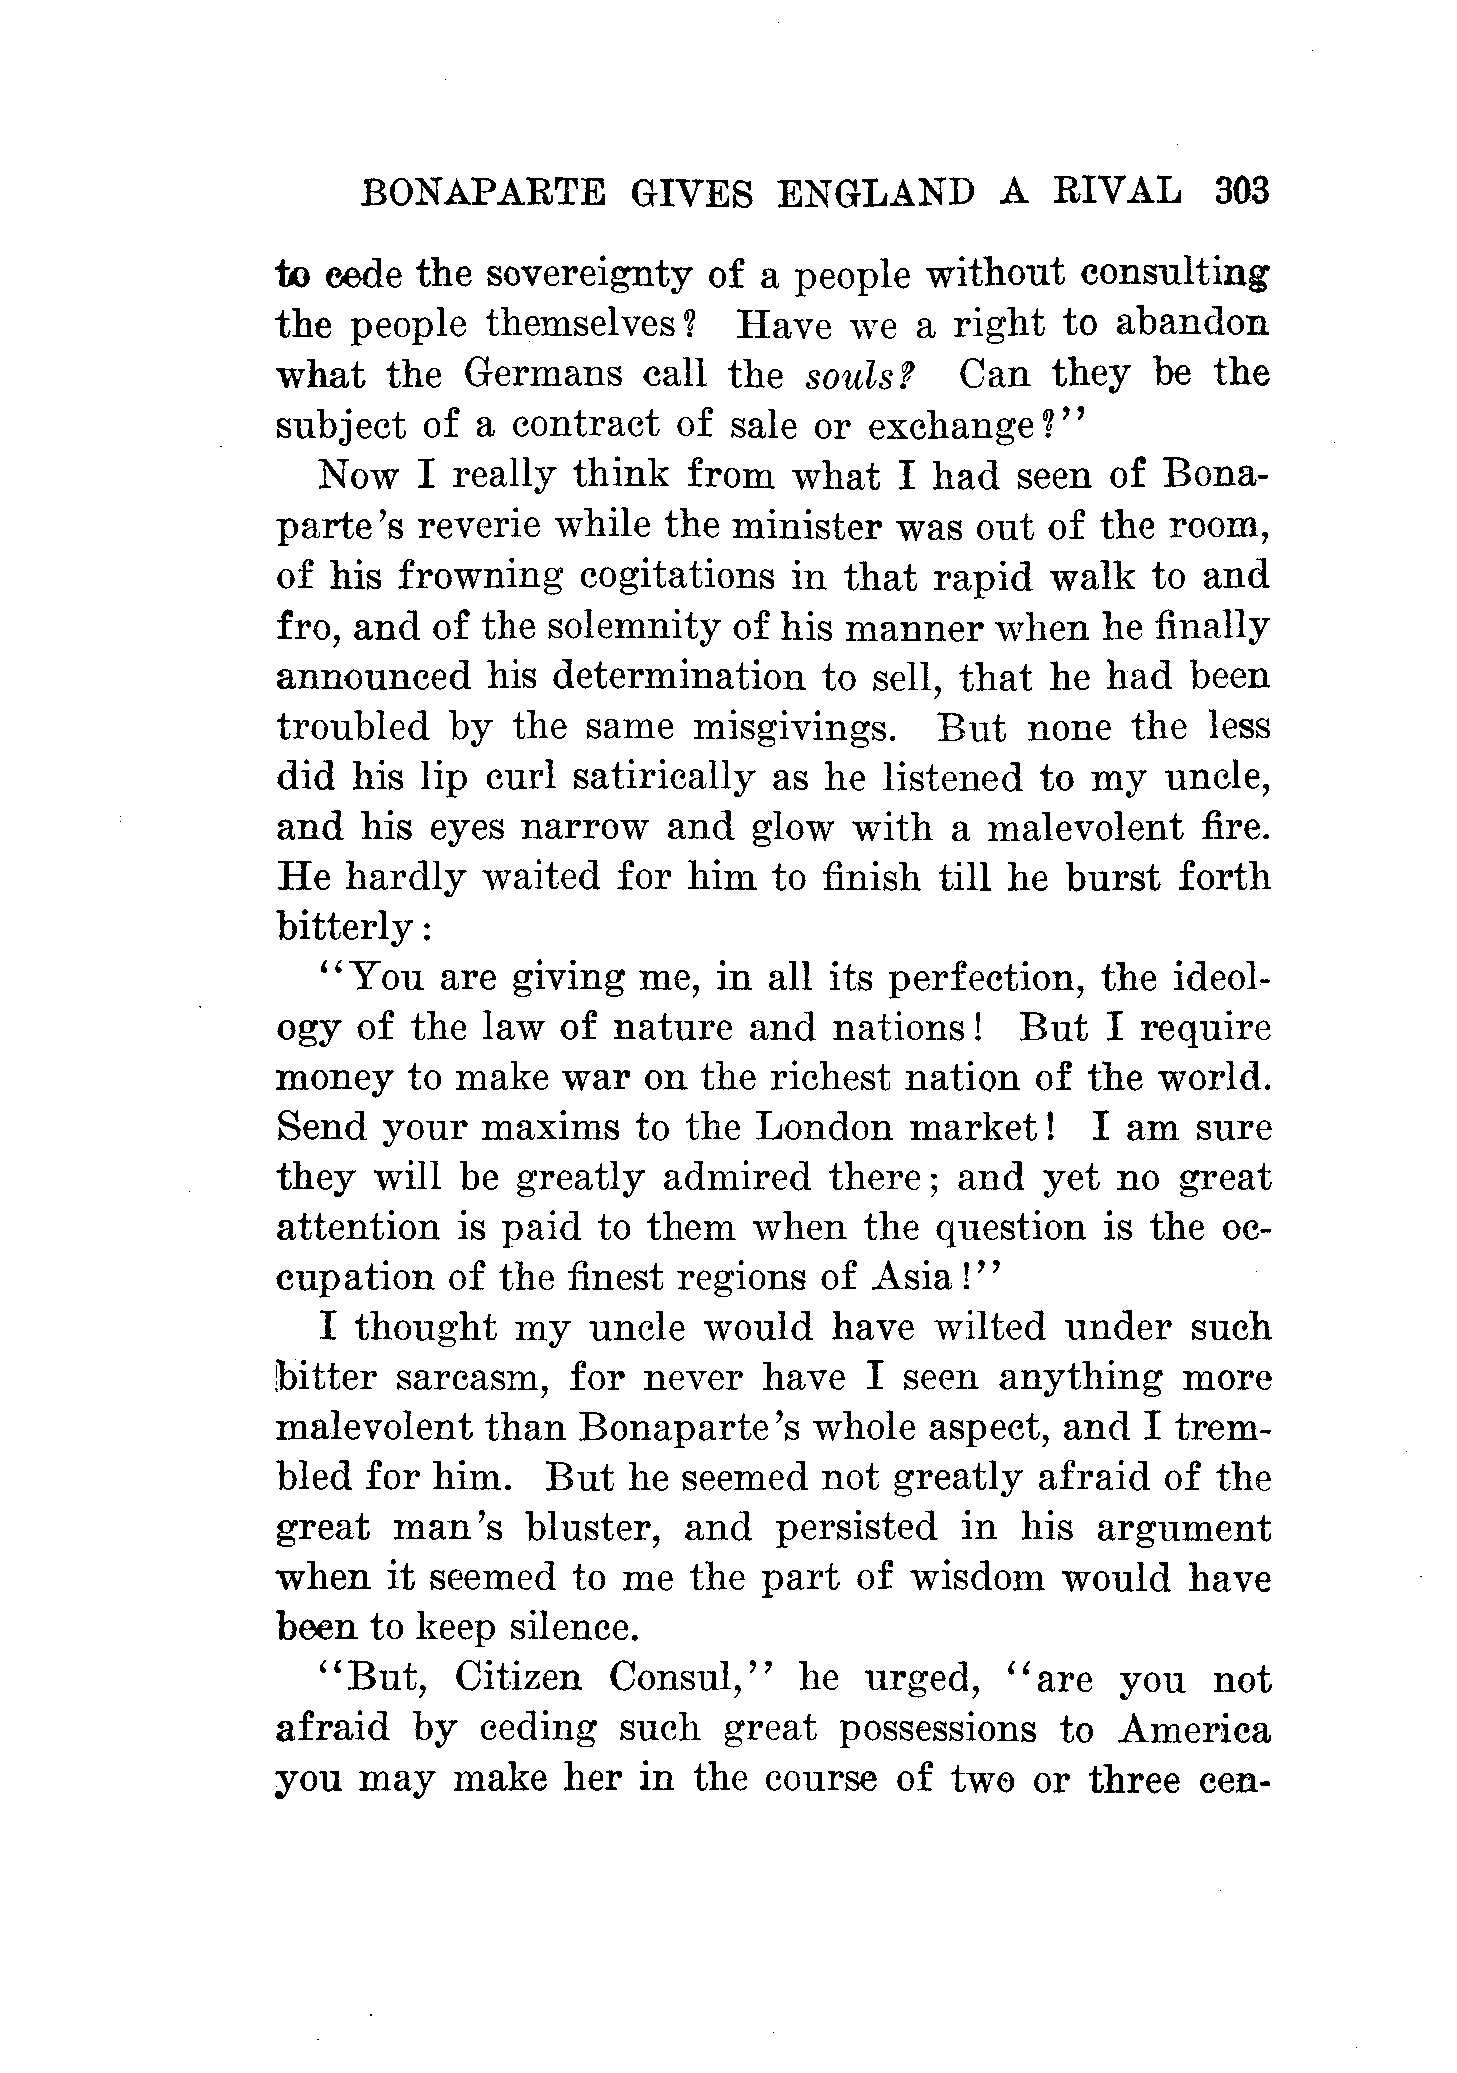 BONAPARTE GIVES ENGLAND A RIVAL 303
to cede the sovereignty of a people without consulting
the people themselves? Have we a right to abandon
what the Germans call the souls? Can they be the
subject of a contract of sale or exchange?"
Now I really think from what I had seen of Bona-
parte's reverie while the minister was out of the room,
of his frowning cogitations in that rapid walk to and
fro, and of the solemnity of his manner when he finally
announced his determination to sell, that he had been
troubled by the same misgivings. But none the less
did his lip curl satirically as he listened to my uncle,
and his eyes narrow and glow with a malevolent fire.
He hardly waited for him to finish till he burst forth
bitterly:
"You are giving me, in all its perfection, the ideol-
ogy of the law of nature and nations! But I require
money to make war on the richest nation of the world.
Send your maxims to the London market! I am sure
they will be greatly admired there; and yet no great
attention is paid to them when the question is the oc-
cupation of the finest regions of Asia!"
I thought my uncle would have wilted under such
bitter sarcasm, for never have I seen anything more
malevolent than Bonaparte's whole aspect, and I trem-
bled for him. But he seemed not greatly afraid of the
great man's bluster, and persisted in his argument
when it seemed to me the part of wisdom would have
been to keep silence.
"But, Citizen Consul," he urged, "are you not
afraid by ceding such great possessions to America
you may make her in the course of two or three cen-